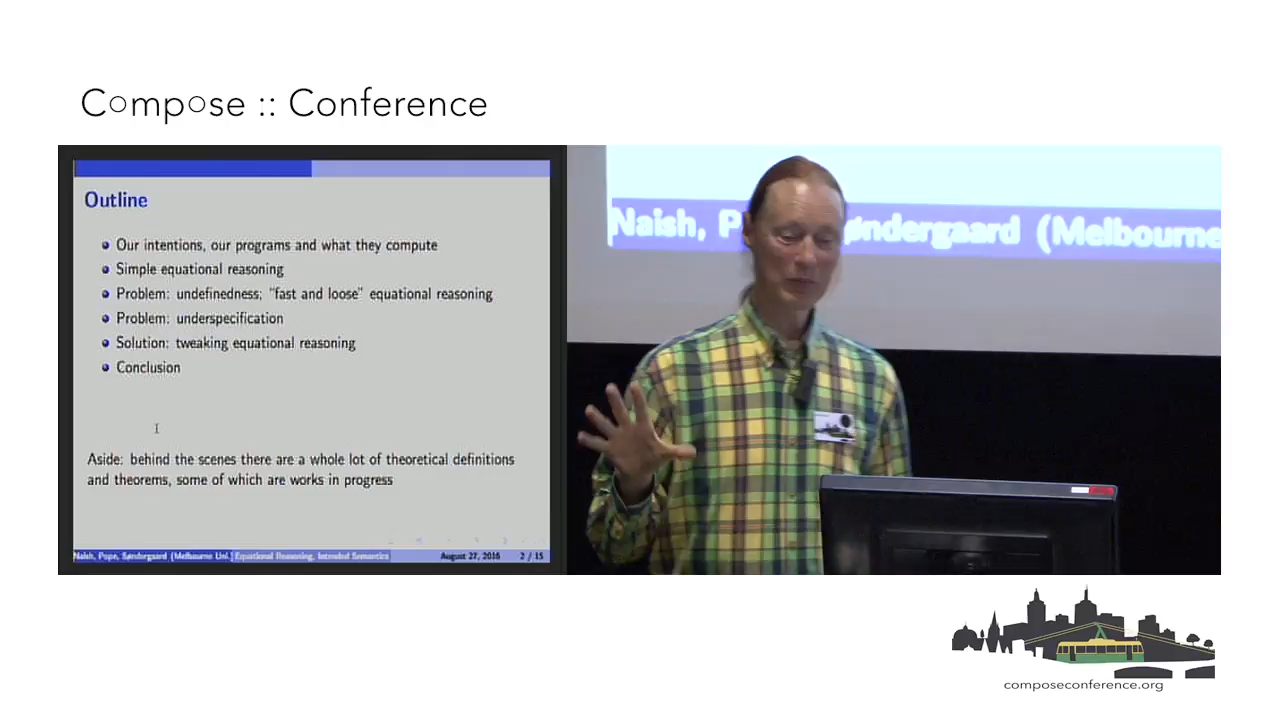 Compose :: Conference
Outline
Our intentions, our programs and what they compute
Simple equational reasoning
Problem: undefinedness; "fast and loose" equational reasoning
Problem: underspecification
Solution: tweaking equational reasoning
Conclusion
Aside: behind the scenes there are a whole lot of theoretical definitions
and theorems, some of which are works in progress
Naish, Pope, Søndergaard (Melbourne Uni.) Equational Reasoning, Intended Semantics August 27, 2016 2 / 15
Naish, P øndergaard (Melbourne
composeconference.org